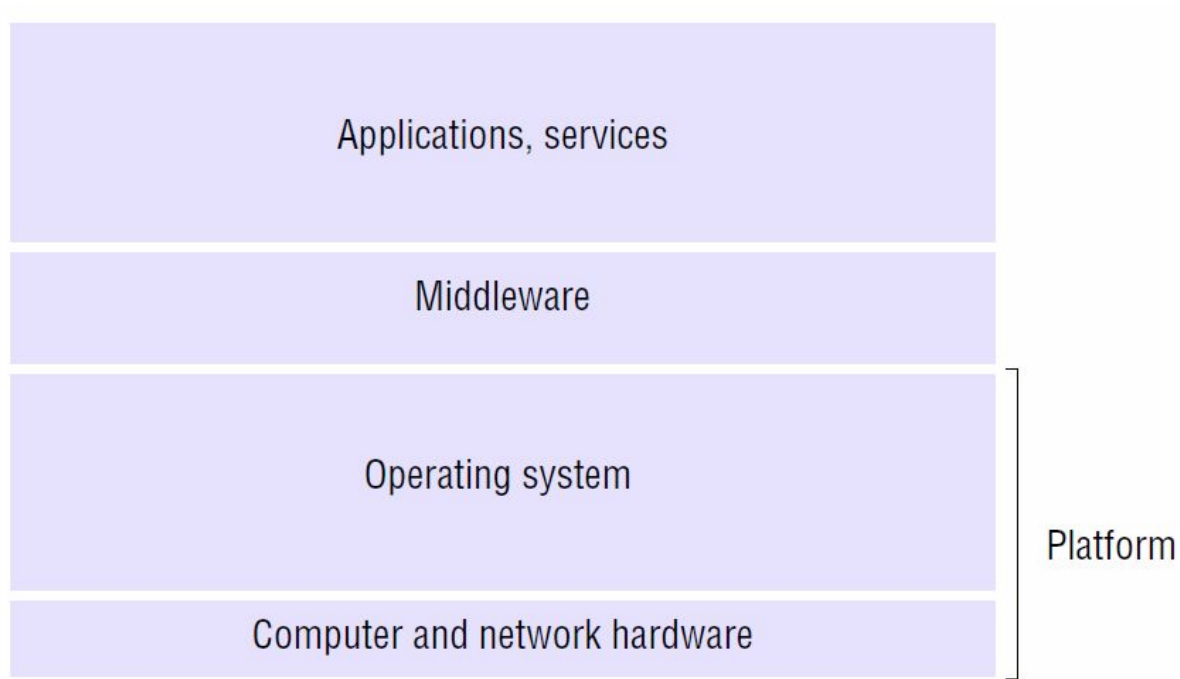 Applications, services
Middleware
Operating system
Platform
Computer and network hardware